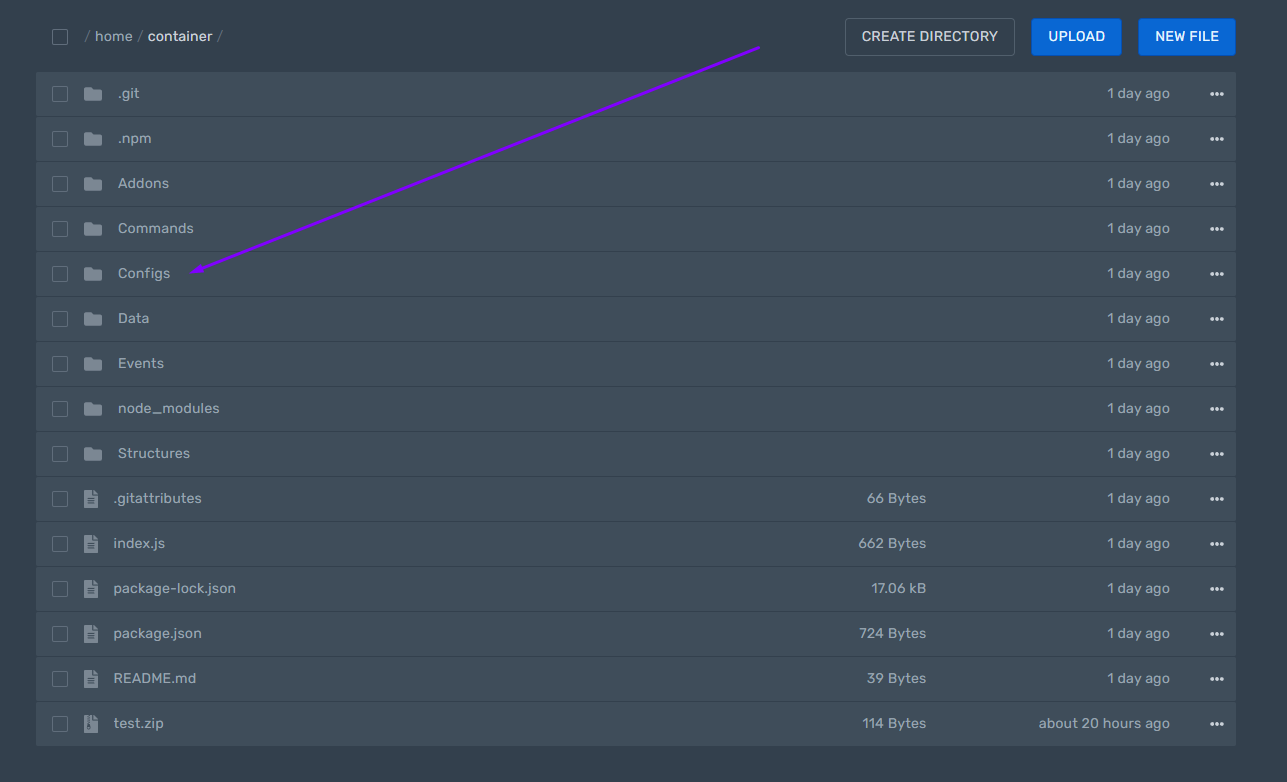 / home / container / CREATE DIRECTORY UPLOAD NEW FILE
.git 1 day ago
.npm 1 day ago
Addons 1 day ago
Commands 1 day ago
Configs 1 day ago
Data 1 day ago
Events 1 day ago
node_modules 1 day ago
Structures 1 day ago
.gitattributes 66 Bytes 1 day ago
index.js 662 Bytes 1 day ago
package-lock.json 17.06 kB 1 day ago
package.json 724 Bytes 1 day ago
README.md 39 Bytes 1 day ago
test.zip 114 Bytes about 20 hours ago